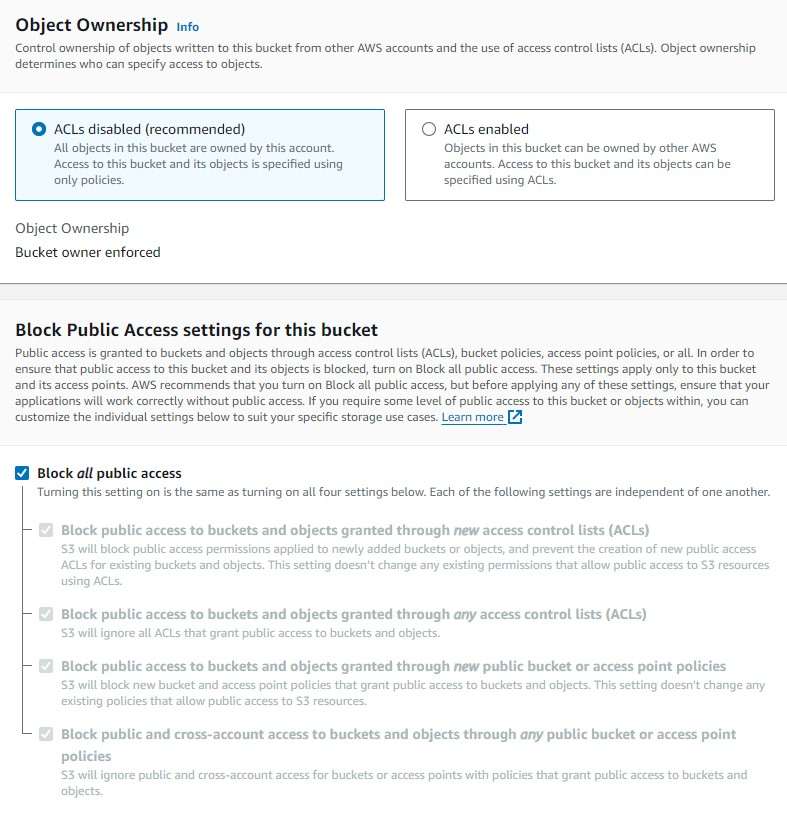 Object Ownership Info
Control ownership of objects written to this bucket from other AWS accounts and the use of access control lists (ACLs). Object ownership
determines who can specify access to objects.
ACLs disabled (recommended)
All objects in this bucket are owned by this account.
Access to this bucket and its objects is specified using
only policies.
ACLs enabled
Objects in this bucket can be owned by other AWS
accounts. Access to this bucket and its objects can be
specified using ACLs.
Object Ownership
Bucket owner enforced
Block Public Access settings for this bucket
Public access is granted to buckets and objects through access control lists (ACLs), bucket policies, access point policies, or all. In order to
ensure that public access to this bucket and its objects is blocked, turn on Block all public access. These settings apply only to this bucket
and its access points. AWS recommends that you turn on Block all public access, but before applying any of these settings, ensure that your
applications will work correctly without public access. If you require some level of public access to this bucket or objects within, you can
customize the individual settings below to suit your specific storage use cases. Learn more
Block all public access
Turning this setting on is the same as turning on all four settings below. Each of the following settings are independent of one another.
Block public access to buckets and objects granted through new access control lists (ACLs)
S3 will block public access permissions applied to newly added buckets or objects, and prevent the creation of new public access
ACLs for existing buckets and objects. This setting doesn't change any existing permissions that allow public access to S3 resources
using ACLs.
Block public access to buckets and objects granted through any access control lists (ACLs)
S3 will ignore all ACLs that grant public access to buckets and objects.
Block public access to buckets and objects granted through new public bucket or access point policies
S3 will block new bucket and access point policies that grant public access to buckets and objects. This setting doesn't change any
existing policies that allow public access to S3 resources.
Block public and cross-account access to buckets and objects through any public bucket or access point
policies
S3 will ignore public and cross-account access for buckets or access points with policies that grant public access to buckets and
objects.